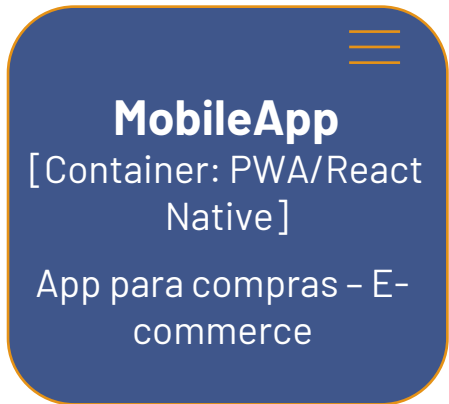 MobileApp
[Container: PWA/React
Native]
App para compras – E-
commerce